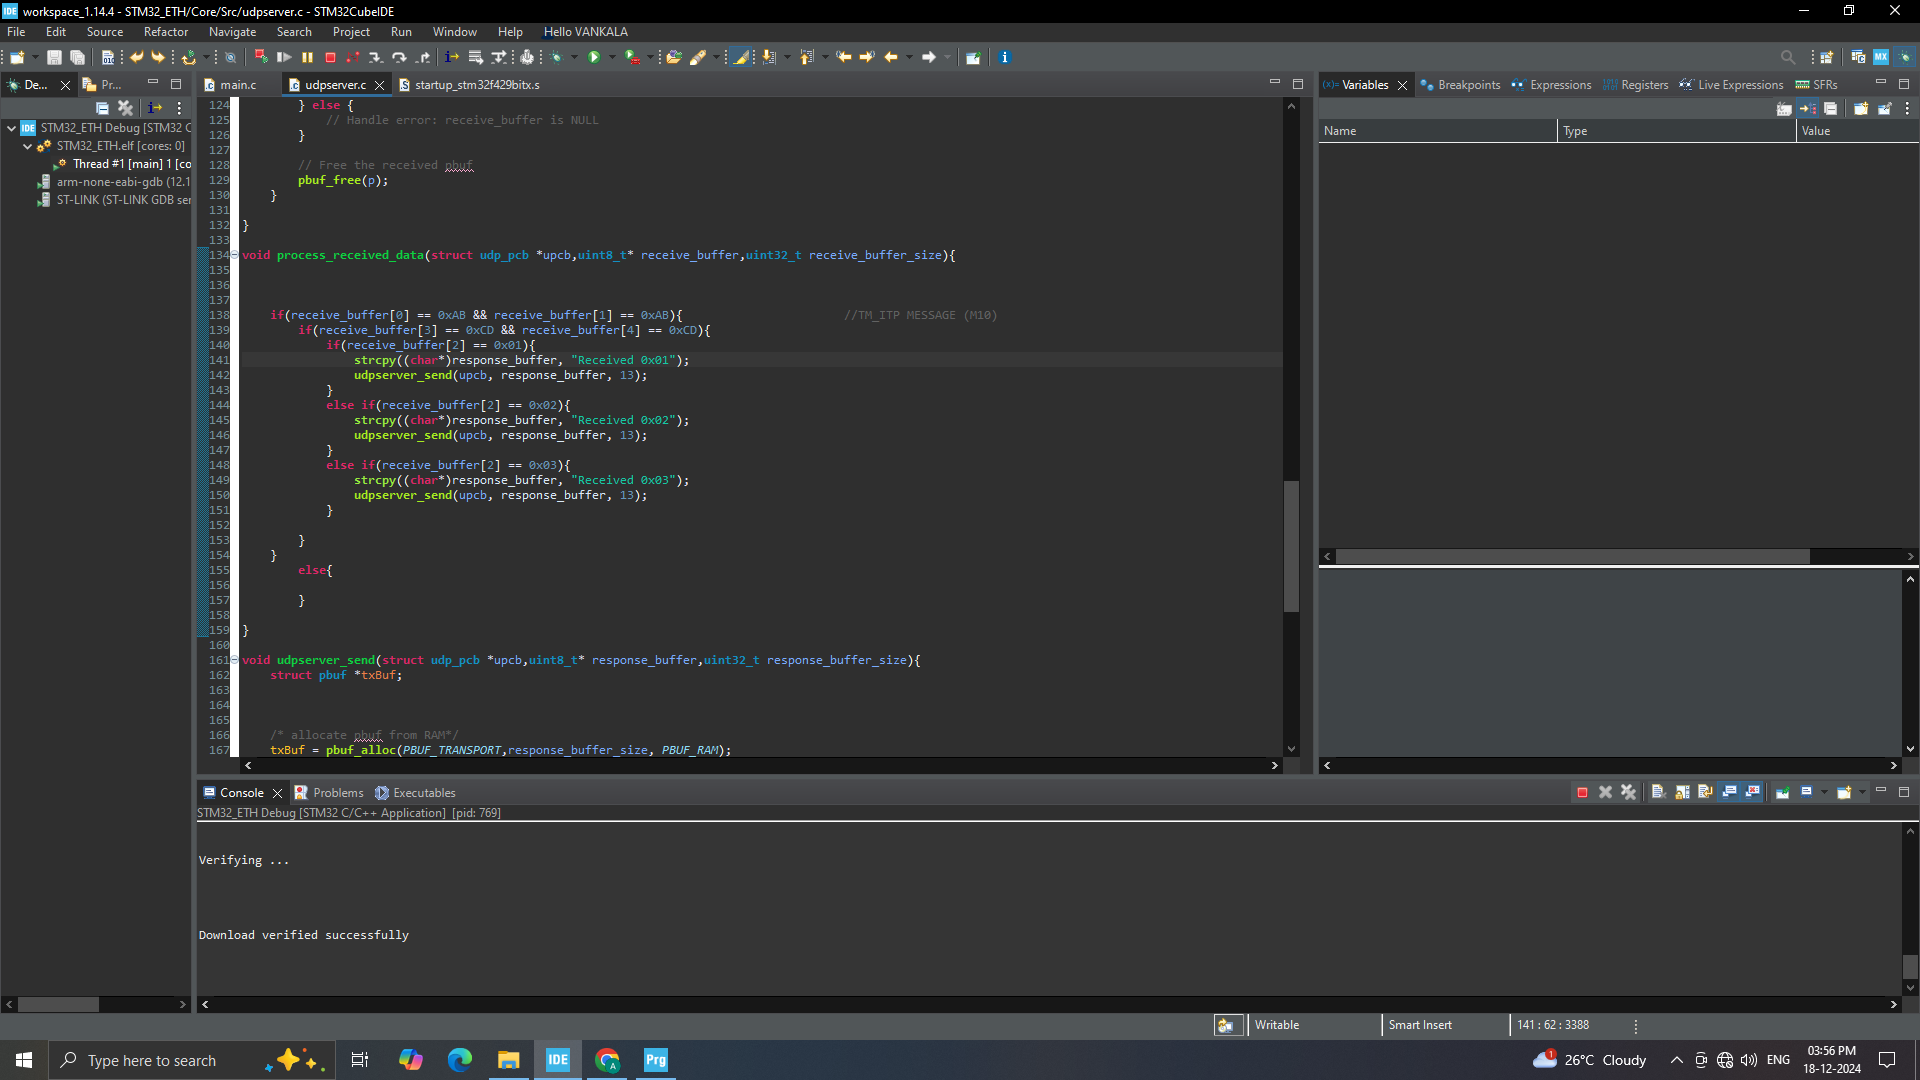 workspace_1.14.4 - STM32_ETH/Core/Src/udpserver.c - STM32CubeIDE
File Edit Source Refactor Navigate Search Project Run Window Help Hello VANKALA
De... Pr...
STM32_ETH Debug [STM32 C
STM32_ETH.elf [cores: 0]
Thread #1 [main] 1 [co
arm-none-eabi-gdb (12.1
ST-LINK (ST-LINK GDB ser
main.c udpserver.c startup_stm32f429bitx.s
124 } else {
125 // Handle error: receive_buffer is NULL
126 }
127
128 // Free the received pbuf
129 pbuf_free(p);
130 }
131
132 }
133
134 void process_received_data(struct udp_pcb *upcb,uint8_t* receive_buffer,uint32_t receive_buffer_size){
135
136
137
138 if(receive_buffer[0] == 0xAB && receive_buffer[1] == 0xAB){ //TM_ITP MESSAGE (M10)
139 if(receive_buffer[3] == 0xCD && receive_buffer[4] == 0xCD){
140 if(receive_buffer[2] == 0x01){
141 strcpy((char*)response_buffer, "Received 0x01");
142 udpserver_send(upcb, response_buffer, 13);
143 }
144 else if(receive_buffer[2] == 0x02){
145 strcpy((char*)response_buffer, "Received 0x02");
146 udpserver_send(upcb, response_buffer, 13);
147 }
148 else if(receive_buffer[2] == 0x03){
149 strcpy((char*)response_buffer, "Received 0x03");
150 udpserver_send(upcb, response_buffer, 13);
151 }
152
153 }
154 }
155 else{
156
157 }
158
159 }
160
161 void udpserver_send(struct udp_pcb *upcb,uint8_t* response_buffer,uint32_t response_buffer_size){
162 struct pbuf *txBuf;
163
164
165
166 /* allocate pbuf from RAM*/
167 txBuf = pbuf_alloc(PBUF_TRANSPORT,response_buffer_size, PBUF_RAM);
Variables Breakpoints Expressions Registers Live Expressions SFRs
Name Type Value
Console Problems Executables
STM32_ETH Debug [STM32 C/C++ Application] [pid: 769]
Verifying ...
Download verified successfully
Writable Smart Insert 141 : 62 : 3388
Type here to search
IDE
Prg
1 26°C Cloudy
ENG
03:56 PM
18-12-2024